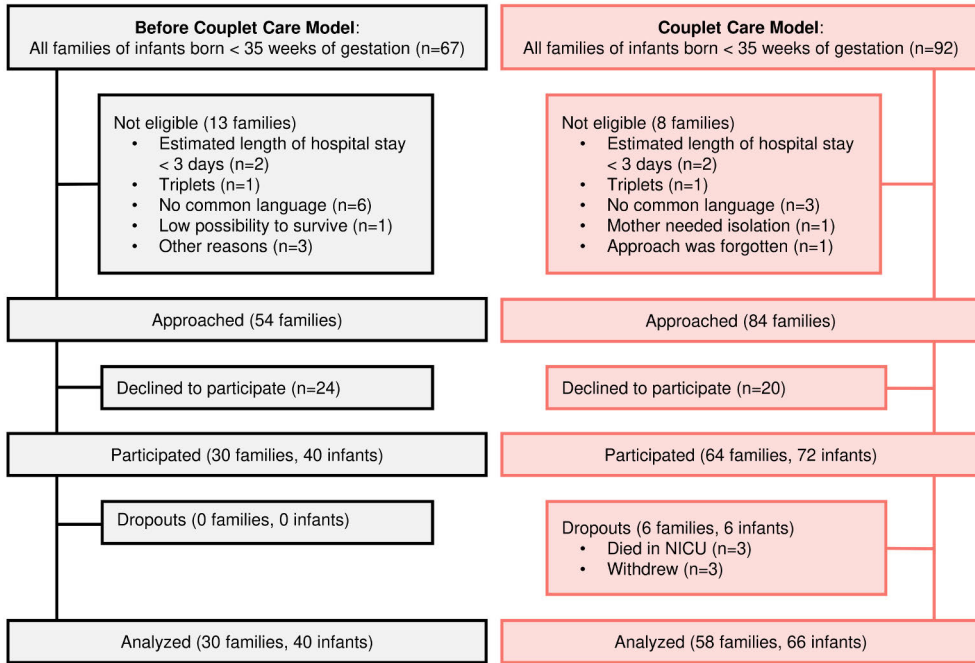 Before Couplet Care Model:
All families of infants born < 35 weeks of gestation (n=67)
Not eligible (13 families)
• Estimated length of hospital stay
< 3 days (n=2)
• Triplets (n=1)
• No common language (n=6)
• Low possibility to survive (n=1)
• Other reasons (n=3)
Approached (54 families)
Declined to participate (n=24)
Participated (30 families, 40 infants)
Dropouts (0 families, 0 infants)
Analyzed (30 families, 40 infants)
Couplet Care Model:
All families of infants born < 35 weeks of gestation (n=92)
Not eligible (8 families)
• Estimated length of hospital stay
< 3 days (n=2)
• Triplets (n=1)
• No common language (n=3)
• Mother needed isolation (n=1)
• Approach was forgotten (n=1)
Approached (84 families)
Declined to participate (n=20)
Participated (64 families, 72 infants)
Dropouts (6 families, 6 infants)
• Died in NICU (n=3)
• Withdrew (n=3)
Analyzed (58 families, 66 infants)